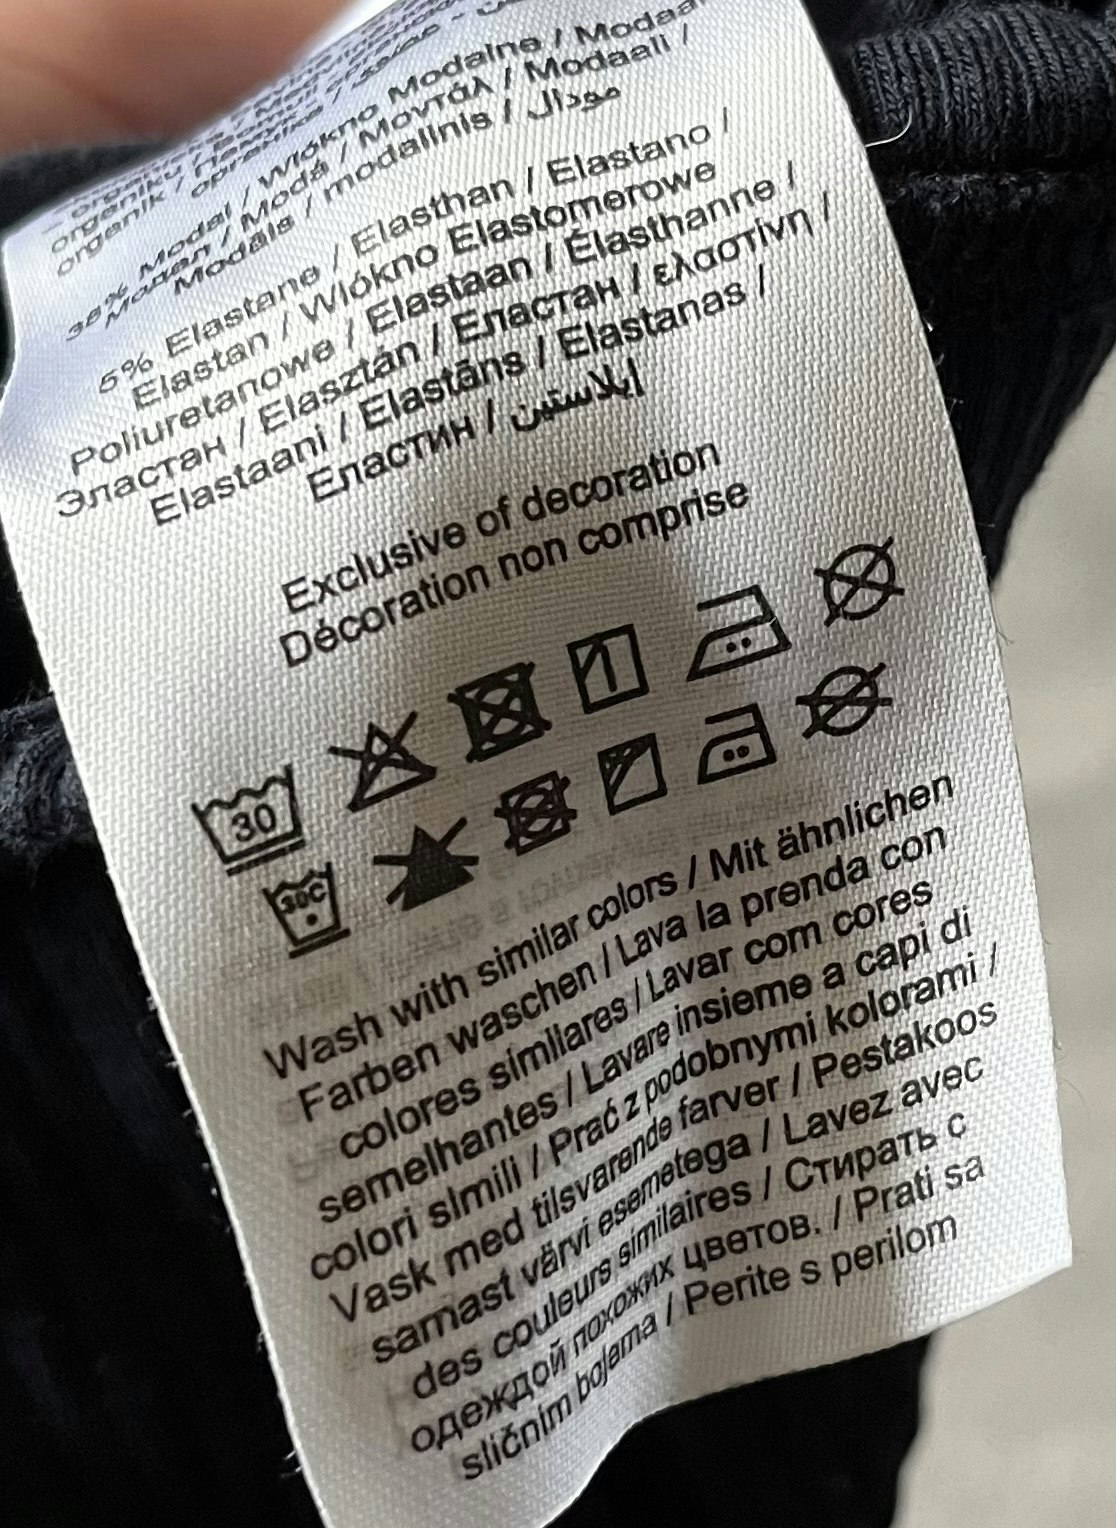 organik / органік /
38% Modal / Włókno Modalne / Modaal
Модал / Modă / Μοντάλ / Modaali /
Modāls / modalinis / مودال
5% Elastane / Elasthan / Elastano /
Elastan / Włókno Elastomerowe
Poliuretanowe / Elastaan / Élasthanne /
Эластан / Elasztán / Еластан / ελαστίνη /
Elastaani / Elastāns / Elastanas /
Еластин / إيلاستين
Exclusive of decoration
Décoration non comprise
30
30C
Wash with similar colors / Mit ähnlichen
Farben waschen / Lava la prenda con
colores similares / Lavar com cores
semelhantes / Lavare insieme a capi di
colori simili / Prać z podobnymi kolorami /
Vask med tilsvarende farver / Pestakoos
samast värvi esemetega / Lavez avec
des couleurs similaires / Стирать с
одеждой похожих цветов. / Prati sa
sličnim bojama / Perite s perilom